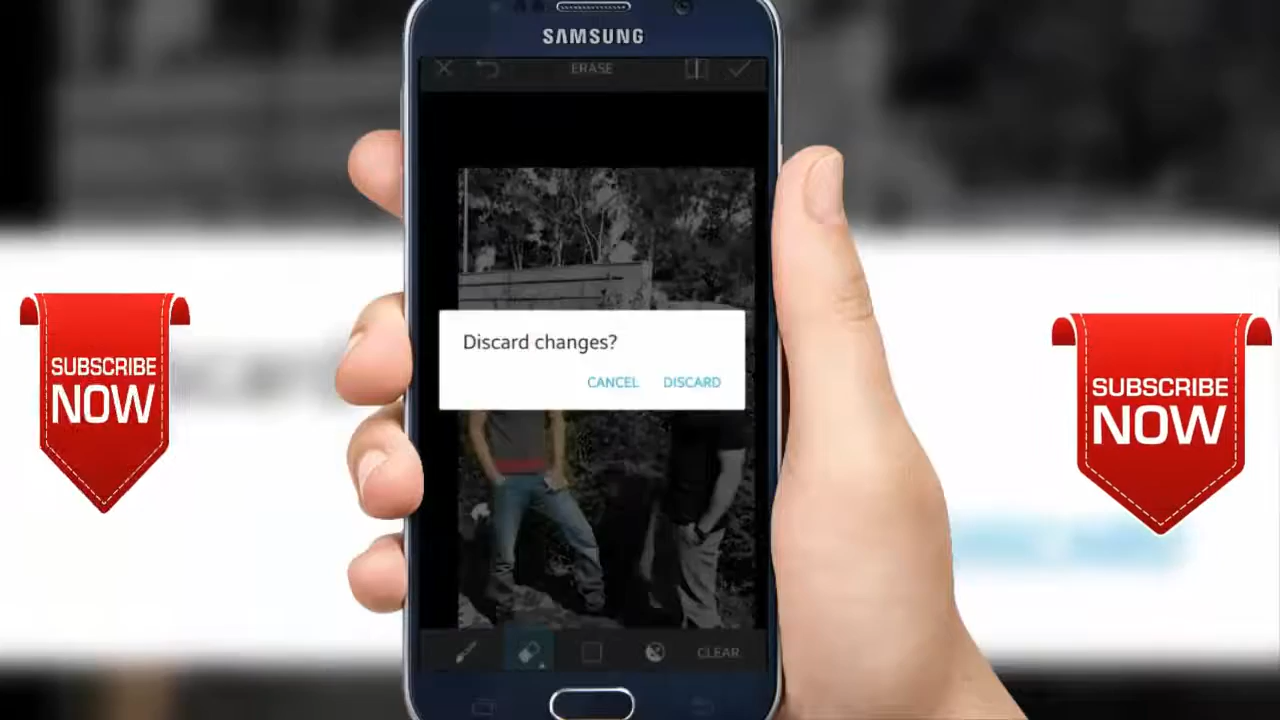 SAMSUNG
ERASE
Discard changes?
CANCEL DISCARD
CLEAR
SUBSCRIBE
NOW
SUBSCRIBE
NOW